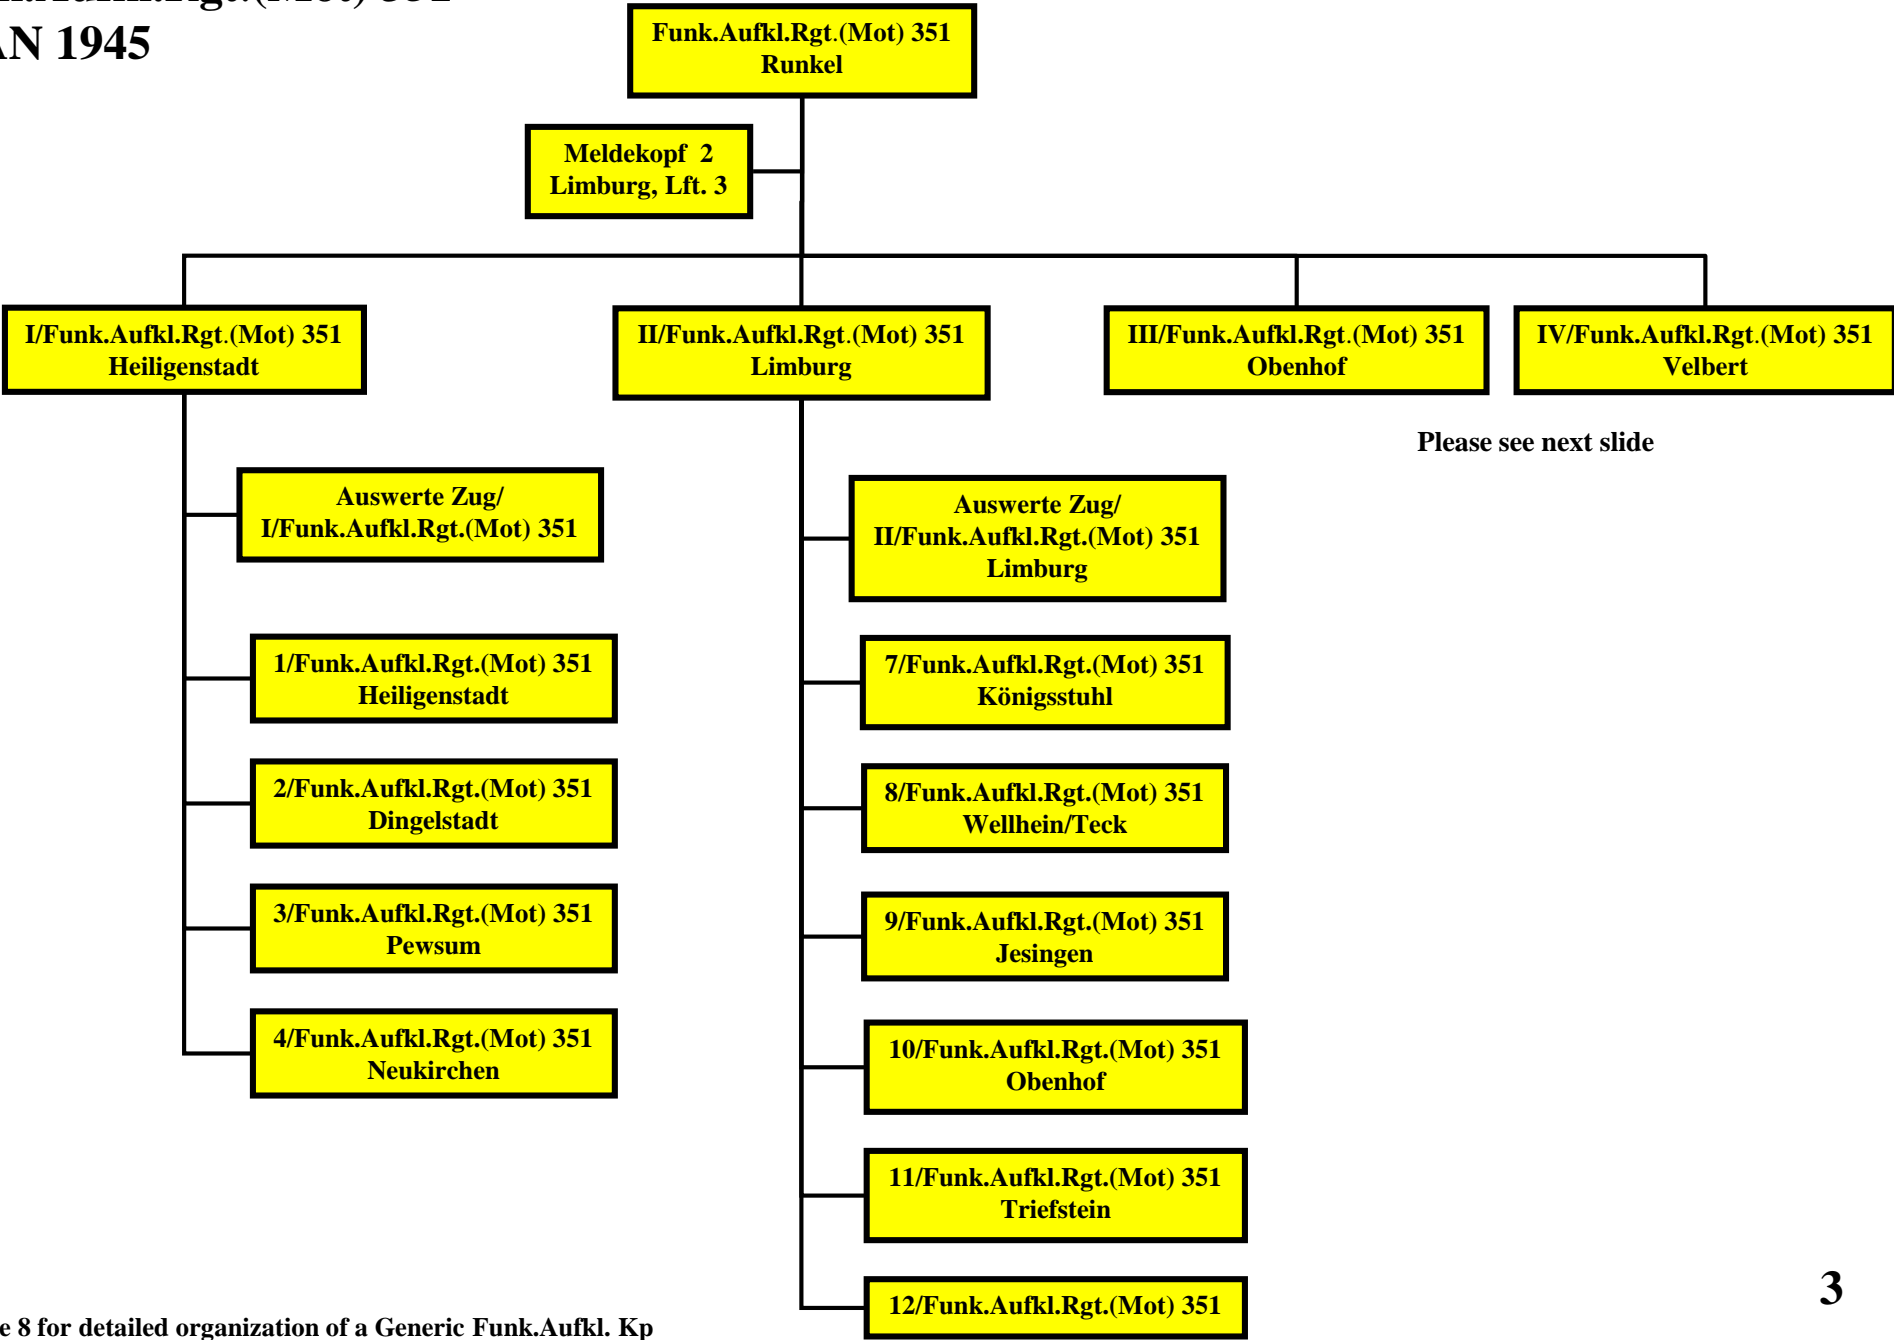 1945
Funk.Aufkl.Rgt.(Mot) 351
Runkel
Meldekopf 2
Limburg, Lft. 3
I/Funk.Aufkl.Rgt.(Mot) 351
Heiligenstadt
II/Funk.Aufkl.Rgt.(Mot) 351
Limburg
III/Funk.Aufkl.Rgt.(Mot) 351
Obenhof
IV/Funk.Aufkl.Rgt.(Mot) 351
Velbert
Please see next slide
Auswerte Zug/
I/Funk.Aufkl.Rgt.(Mot) 351
1/Funk.Aufkl.Rgt.(Mot) 351
Heiligenstadt
2/Funk.Aufkl.Rgt.(Mot) 351
Dingelstadt
3/Funk.Aufkl.Rgt.(Mot) 351
Pewsum
4/Funk.Aufkl.Rgt.(Mot) 351
Neukirchen
Auswerte Zug/
II/Funk.Aufkl.Rgt.(Mot) 351
Limburg
7/Funk.Aufkl.Rgt.(Mot) 351
Königsstuhl
8/Funk.Aufkl.Rgt.(Mot) 351
Wellhein/Teck
9/Funk.Aufkl.Rgt.(Mot) 351
Jesingen
10/Funk.Aufkl.Rgt.(Mot) 351
Obenhof
11/Funk.Aufkl.Rgt.(Mot) 351
Triefstein
12/Funk.Aufkl.Rgt.(Mot) 351
3
8 for detailed organization of a Generic Funk.Aufkl. Kp